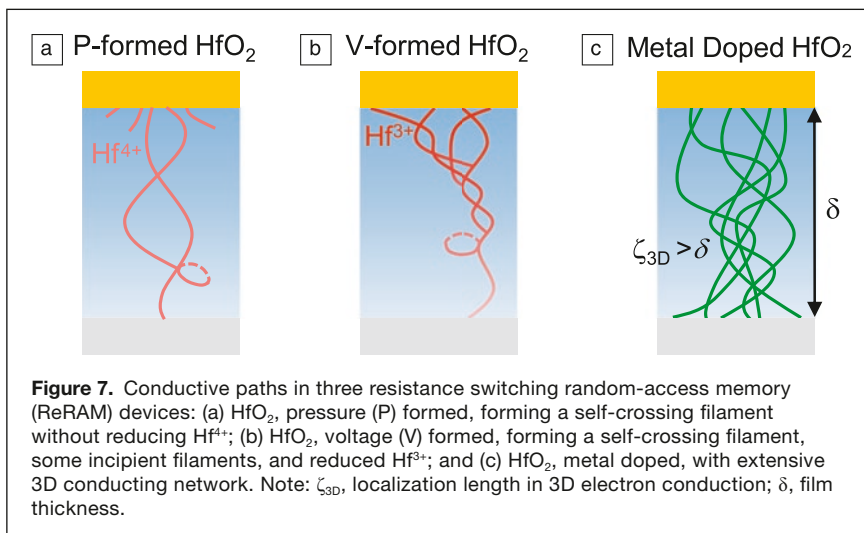 a P-formed HfO₂
b V-formed HfO₂
c Metal Doped HfO₂
Hf⁴⁺
Hf³⁺
ζ₃D >δ
δ
Figure 7. Conductive paths in three resistance switching random-access memory
(ReRAM) devices: (a) HfO₂, pressure (P) formed, forming a self-crossing filament
without reducing Hf⁴⁺; (b) HfO₂, voltage (V) formed, forming a self-crossing filament,
some incipient filaments, and reduced Hf³⁺; and (c) HfO₂, metal doped, with extensive
3D conducting network. Note: ζ₃D, localization length in 3D electron conduction; δ, film
thickness.